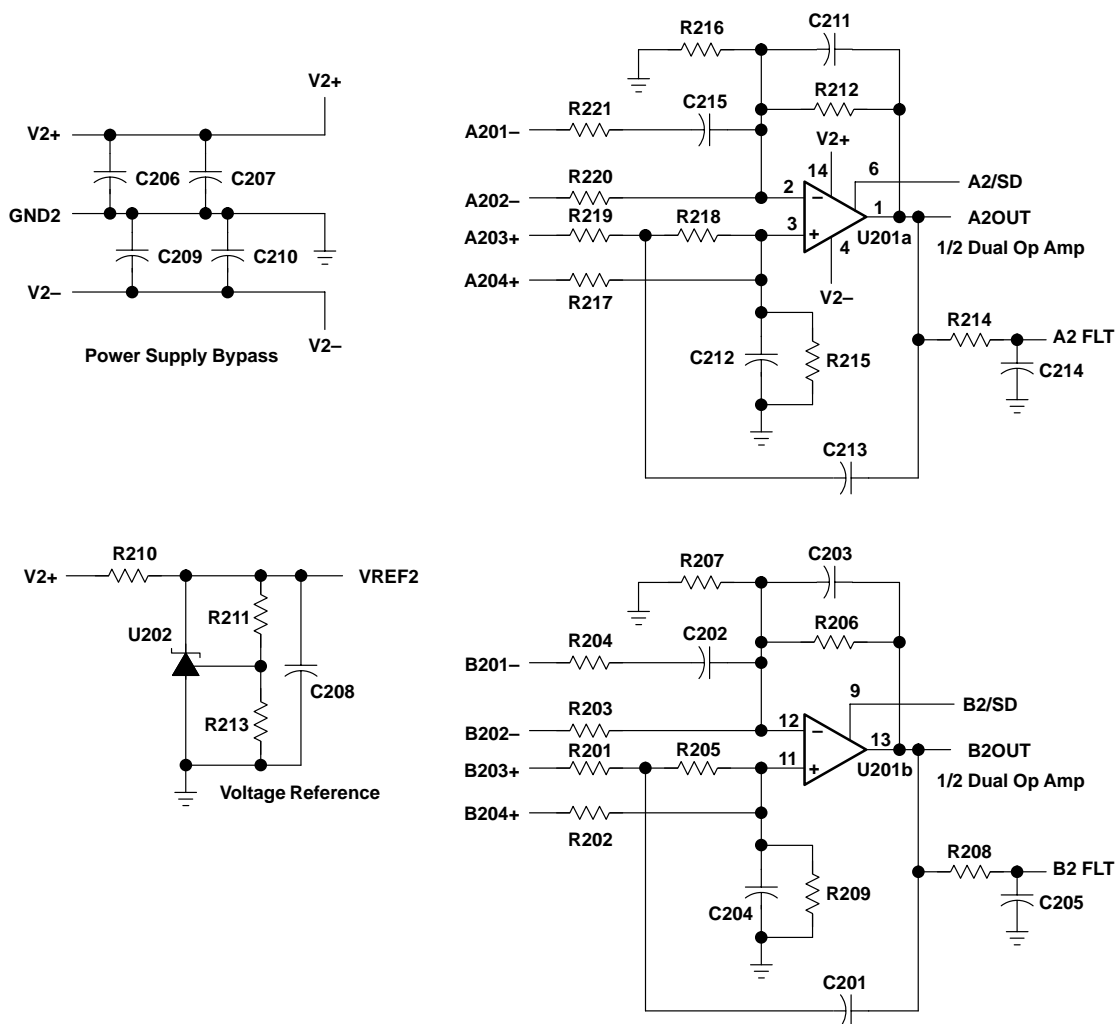 V2+
V2+
C206
C207
GND2
C209
C210
V2–
V2–
Power Supply Bypass
R216
C211
R221
C215
R212
A201–
V2+
R220
14
6
A2/SD
A202–
2
R219
R218
1
A2OUT
A203+
3
U201a
4
1/2 Dual Op Amp
A204+
R217
V2–
R214
A2 FLT
C212
R215
C214
C213
R210
V2+
VREF2
R211
U202
C208
R213
Voltage Reference
R207
C203
R204
C202
R206
B201–
R203
9
B2/SD
B202–
12
R201
R205
13
B2OUT
B203+
11
U201b
1/2 Dual Op Amp
B204+
R202
R208
B2 FLT
C204
R209
C205
C201